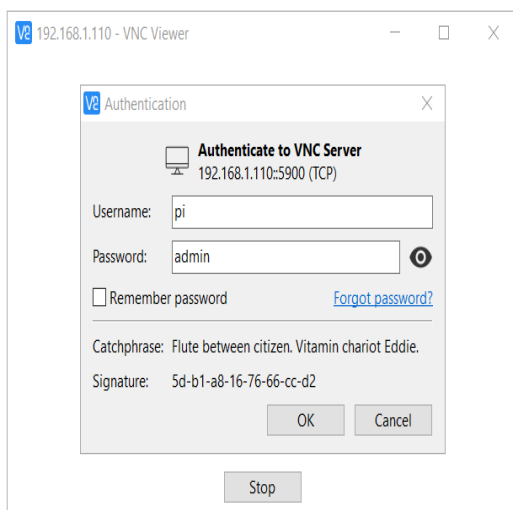 V2 192.168.1.110 - VNC Viewer
V2 Authentication
Authenticate to VNC Server
192.168.1.110::5900 (TCP)
Username: pi
Password: admin
Remember password Forgot password?
Catchphrase: Flute between citizen. Vitamin chariot Eddie.
Signature: 5d-b1-a8-16-76-66-cc-d2
OK Cancel
Stop